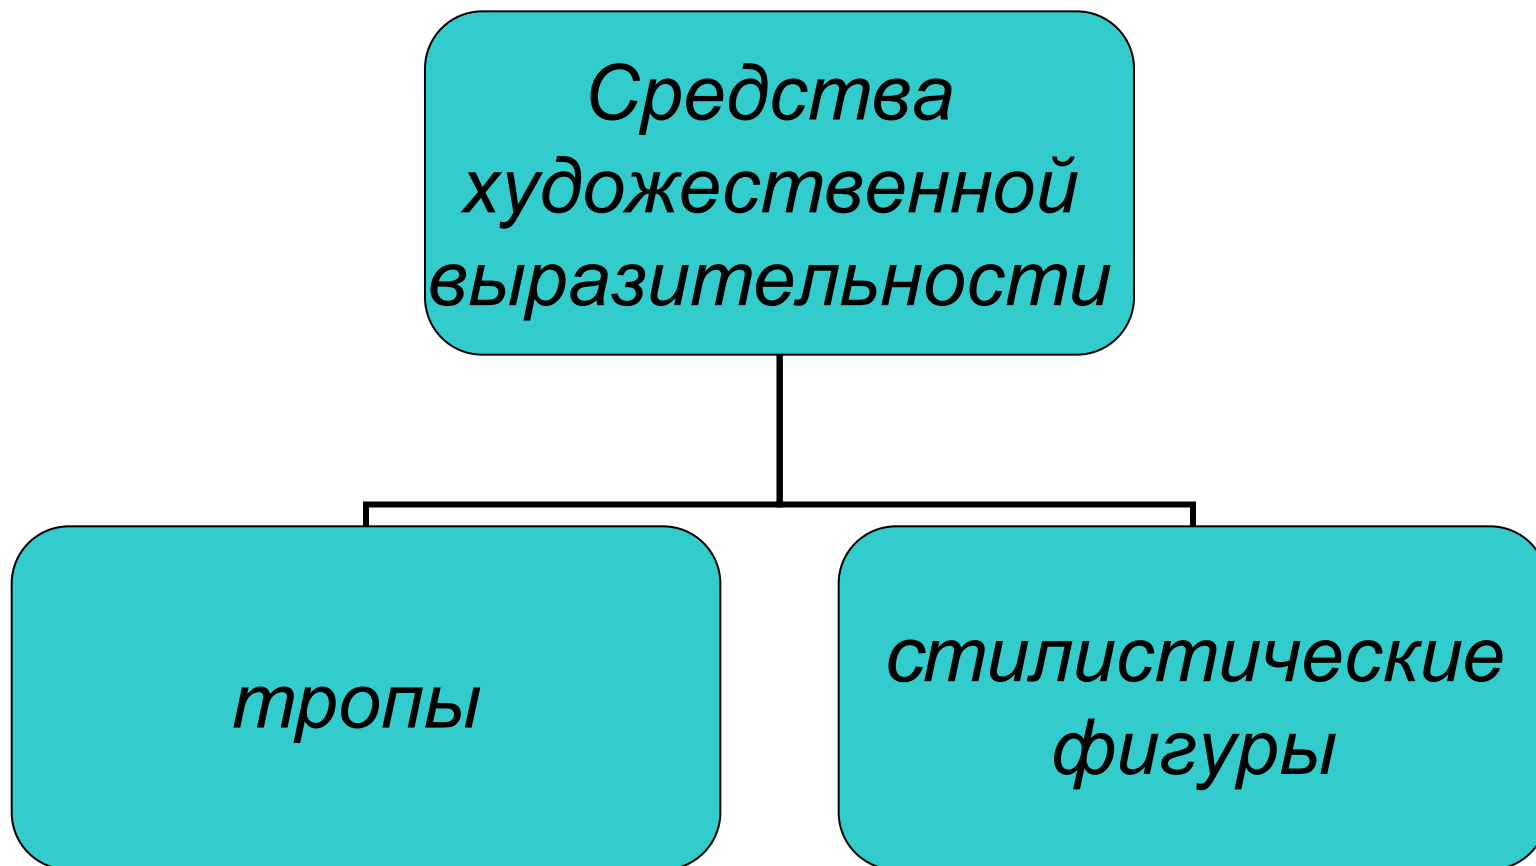 Средства
художественной
выразительности
тропы
стилистические
фигуры